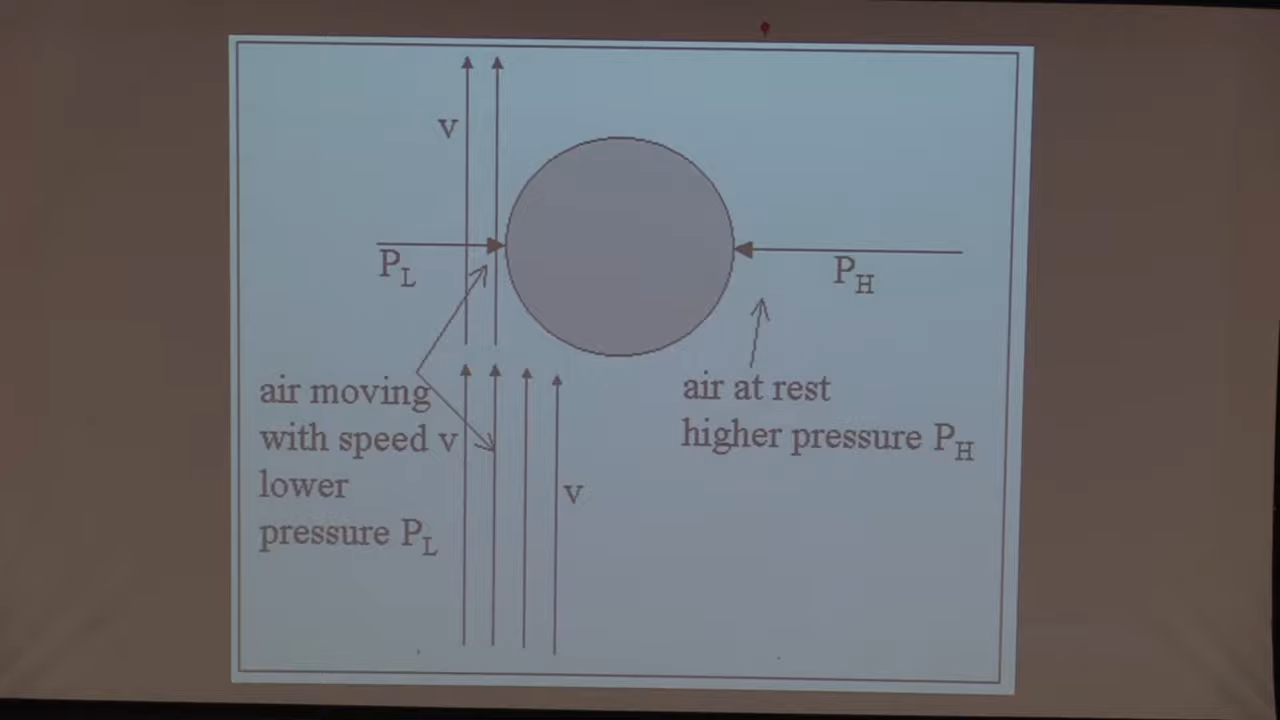 v
P_L
P_H
air moving
with speed v
lower
pressure P_L
air at rest
higher pressure P_H
v